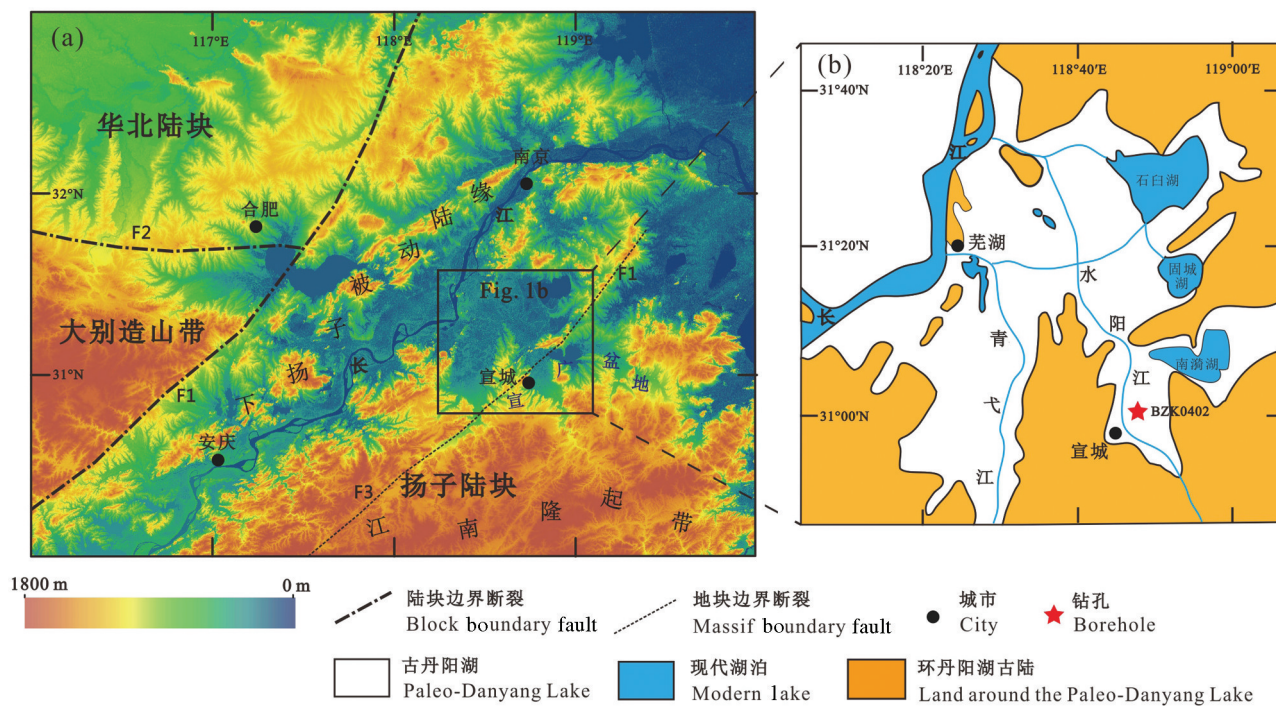 (a)
117°E
118°E
119°E
32°N
31°N
华北陆块
合肥
F2
南京
江
下扬子被动陆缘
大别造山带
F1
Fig. 1b
F1
长
宣城
宣广盆地
安庆
F3
扬子陆块
江南隆起带
(b)
118°20′E
118°40′E
119°00′E
31°40′N
31°20′N
31°00′N
江
石臼湖
芜湖
固城湖
长
水阳江
青弋江
南漪湖
BZK0402
宣城
1800 m
0 m
陆块边界断裂
Block boundary fault
地块边界断裂
Massif boundary fault
城市
City
钻孔
Borehole
古丹阳湖
Paleo-Danyang Lake
现代湖泊
Modern lake
环丹阳湖古陆
Land around the Paleo-Danyang Lake